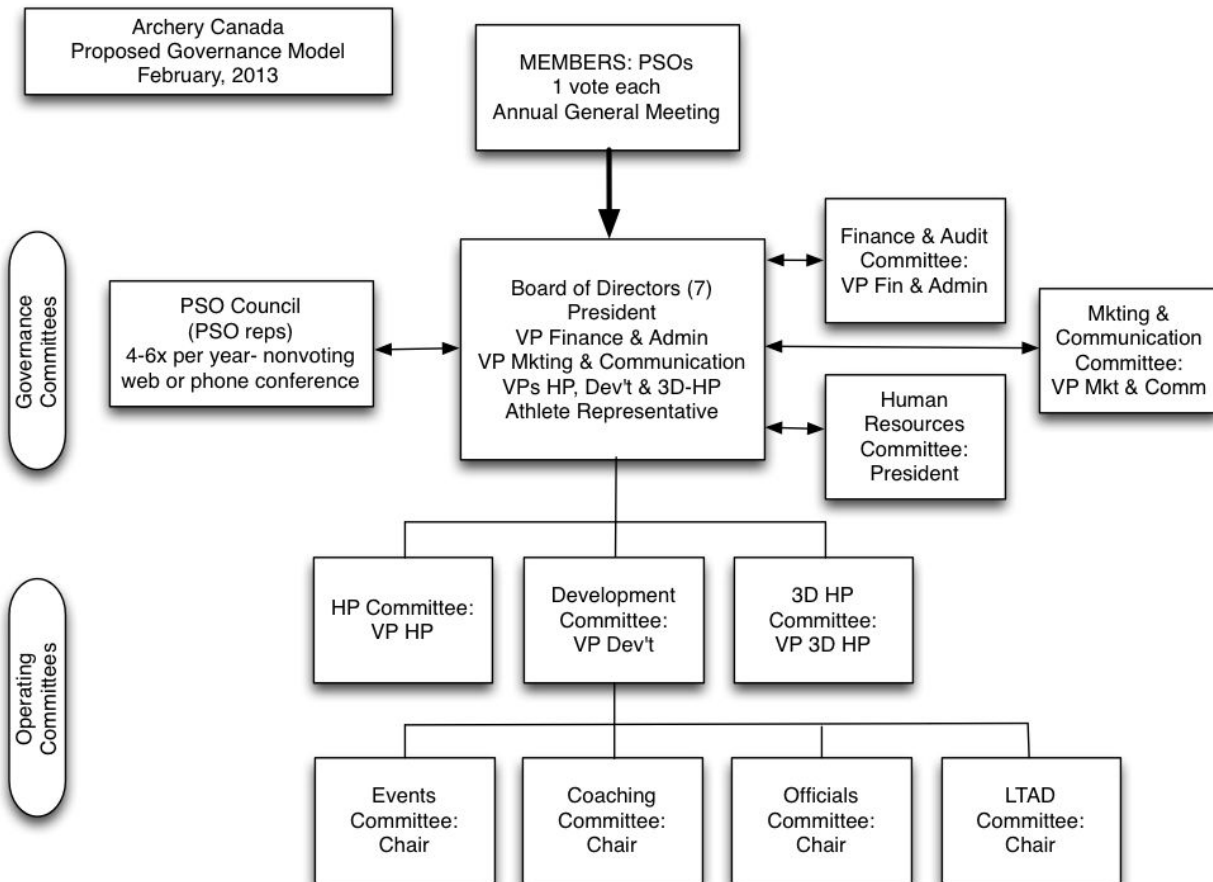 Archery Canada
Proposed Governance Model
February, 2013
MEMBERS: PSOs
1 vote each
Annual General Meeting
Governance
Committees
PSO Council
(PSO reps)
4-6x per year- nonvoting
web or phone conference
Board of Directors (7)
President
VP Finance & Admin
VP Mkting & Communication
VPs HP, Dev't & 3D-HP
Athlete Representative
Finance & Audit
Committee:
VP Fin & Admin
Mkting &
Communication
Committee:
VP Mkt & Comm
Human
Resources
Committee:
President
Operating
Committees
HP Committee:
VP HP
Development
Committee:
VP Dev't
3D HP
Committee:
VP 3D HP
Events
Committee:
Chair
Coaching
Committee:
Chair
Officials
Committee:
Chair
LTAD
Committee:
Chair